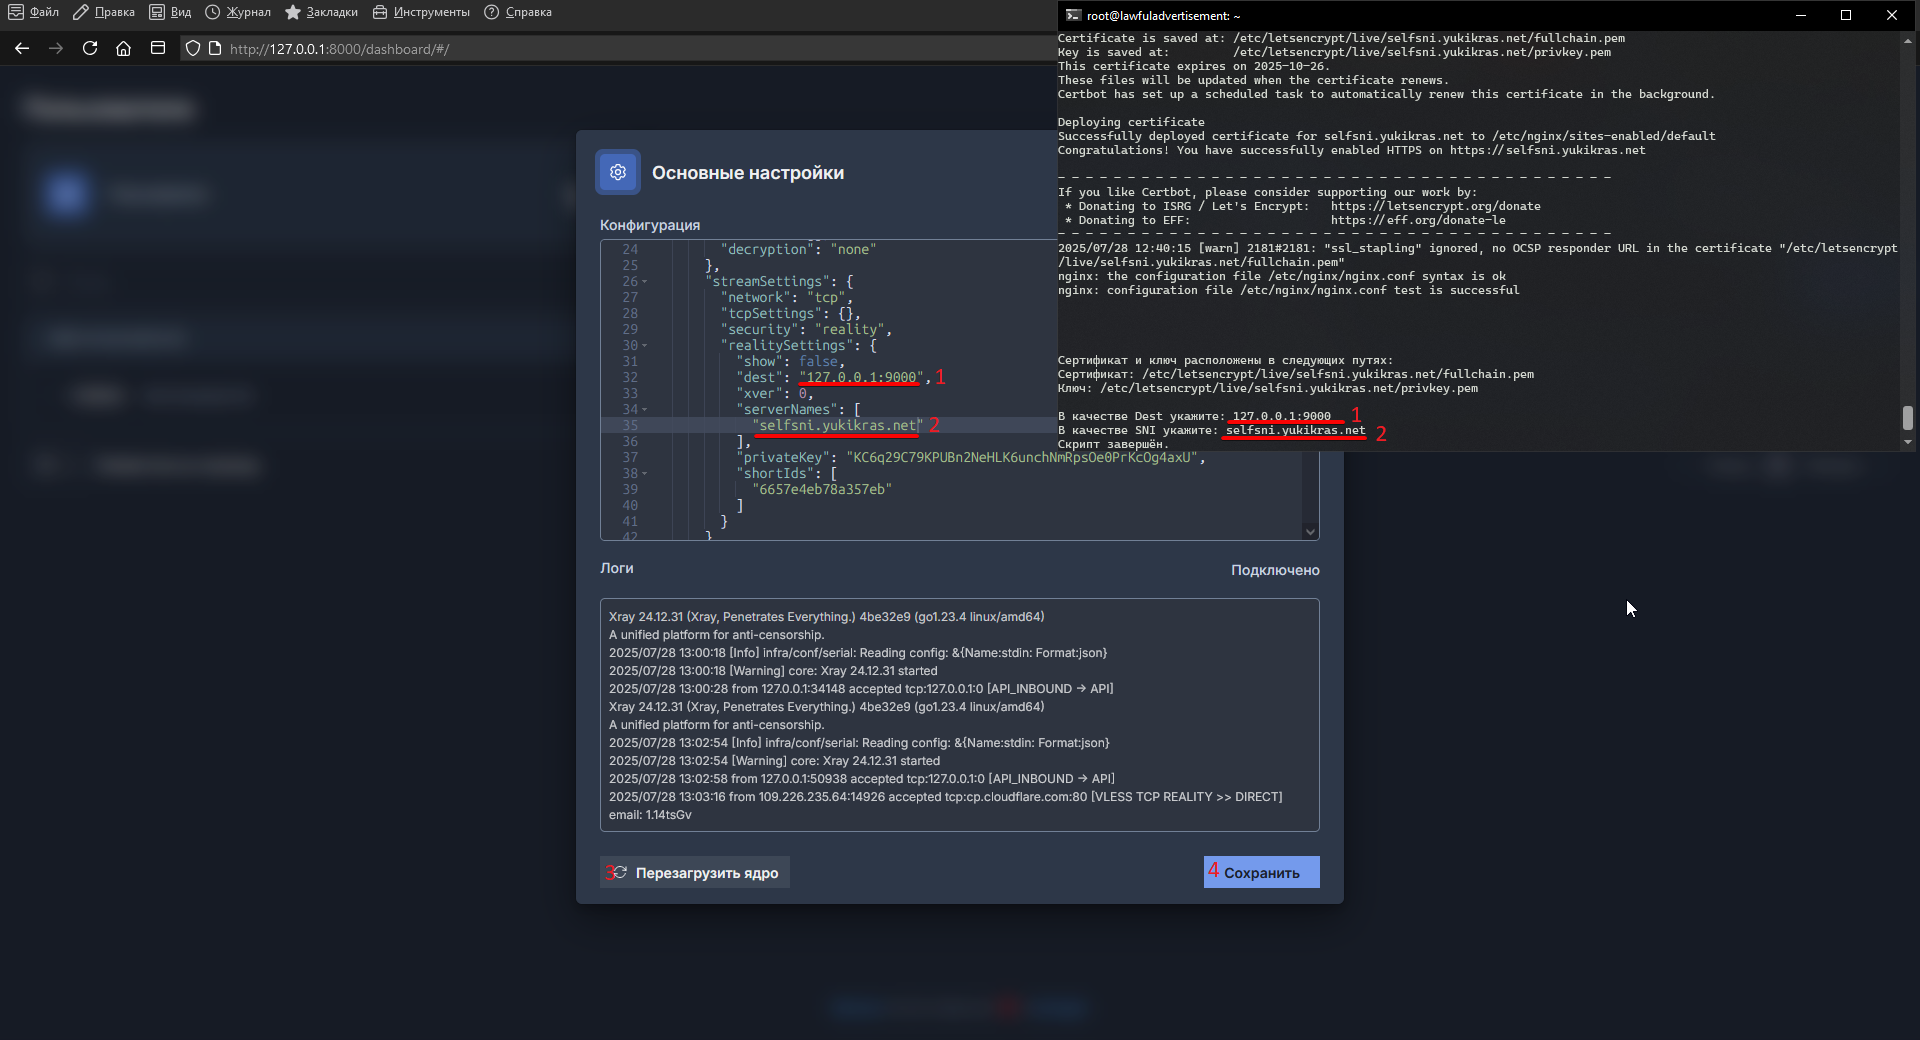 Файл Правка Вид Журнал Закладки Инструменты Справка
http://127.0.0.1:8000/dashboard/#/
Основные настройки
Конфигурация
24 "decryption": "none"
25 },
26 "streamSettings": {
27 "network": "tcp",
28 "tcpSettings": {},
29 "security": "reality",
30 "realitySettings": {
31 "show": false,
32 "dest": "127.0.0.1:9000", 1
33 "xver": 0,
34 "serverNames": [
35 "selfsni.yukikras.net" 2
36 ],
37 "privateKey": "KC6q29C79KPUBn2NeHLK6unchNmRpsOe0PrKcOg4axU",
38 "shortIds": [
39 "6657e4eb78a357eb"
40 ]
41 }
42 }
Логи
Подключено
Xray 24.12.31 (Xray, Penetrates Everything.) 4be32e9 (go1.23.4 linux/amd64)
A unified platform for anti-censorship.
2025/07/28 13:00:18 [Info] infra/conf/serial: Reading config: &{Name:stdin: Format:json}
2025/07/28 13:00:18 [Warning] core: Xray 24.12.31 started
2025/07/28 13:00:28 from 127.0.0.1:34148 accepted tcp:127.0.0.1:0 [API_INBOUND -> API]
Xray 24.12.31 (Xray, Penetrates Everything.) 4be32e9 (go1.23.4 linux/amd64)
A unified platform for anti-censorship.
2025/07/28 13:02:54 [Info] infra/conf/serial: Reading config: &{Name:stdin: Format:json}
2025/07/28 13:02:54 [Warning] core: Xray 24.12.31 started
2025/07/28 13:02:58 from 127.0.0.1:50938 accepted tcp:127.0.0.1:0 [API_INBOUND -> API]
2025/07/28 13:03:16 from 109.226.235.64:14926 accepted tcp:cp.cloudflare.com:80 [VLESS TCP REALITY >> DIRECT]
email: 1.14tsGv
3 Перезагрузить ядро
4 Сохранить
root@lawfuladvertisement: ~
Certificate is saved at: /etc/letsencrypt/live/selfsni.yukikras.net/fullchain.pem
Key is saved at: /etc/letsencrypt/live/selfsni.yukikras.net/privkey.pem
This certificate expires on 2025-10-26.
These files will be updated when the certificate renews.
Certbot has set up a scheduled task to automatically renew this certificate in the background.
Deploying certificate
Successfully deployed certificate for selfsni.yukikras.net to /etc/nginx/sites-enabled/default
Congratulations! You have successfully enabled HTTPS on https://selfsni.yukikras.net
- - - - - - - - - - - - - - - - - - - - - - - - - - - - - - - - - - - - - - - -
If you like Certbot, please consider supporting our work by:
* Donating to ISRG / Let's Encrypt: https://letsencrypt.org/donate
* Donating to EFF: https://eff.org/donate-le
- - - - - - - - - - - - - - - - - - - - - - - - - - - - - - - - - - - - - - - -
2025/07/28 12:40:15 [warn] 2181#2181: "ssl_stapling" ignored, no OCSP responder URL in the certificate "/etc/letsencrypt
/live/selfsni.yukikras.net/fullchain.pem"
nginx: the configuration file /etc/nginx/nginx.conf syntax is ok
nginx: configuration file /etc/nginx/nginx.conf test is successful
Сертификат и ключ расположены в следующих путях:
Сертификат: /etc/letsencrypt/live/selfsni.yukikras.net/fullchain.pem
Ключ: /etc/letsencrypt/live/selfsni.yukikras.net/privkey.pem
В качестве Dest укажите: 127.0.0.1:9000 1
В качестве SNI укажите: selfsni.yukikras.net 2
Скрипт завершён.